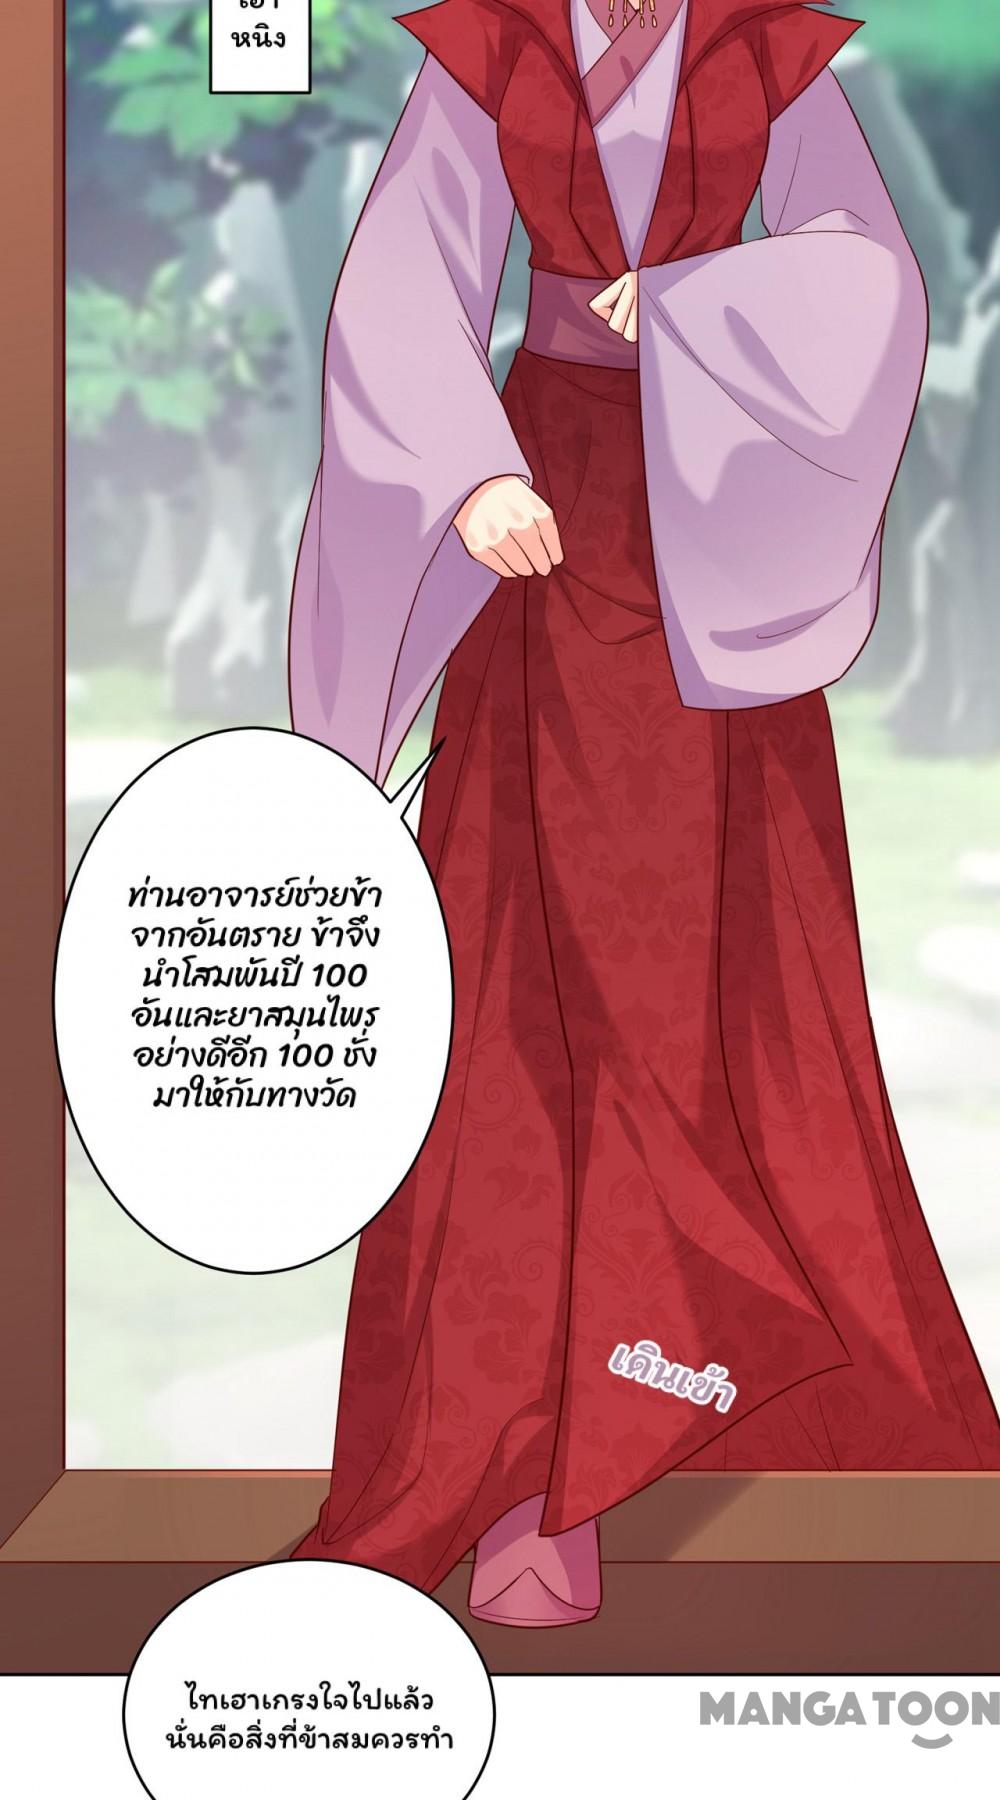 หนิง
ท่านอาจารย์ช่วยข้า
จากอันตราย ข้าจึง
นำโสมพันปี 100
อันและยาสมุนไพร
อย่างดีอีก 100 ชั่ง
มาให้กับทางวัด
เดินเข้า
ไทเฮาเกรงใจไปแล้ว
นั่นคือสิ่งที่ข้าสมควรทำ
MANGATOON